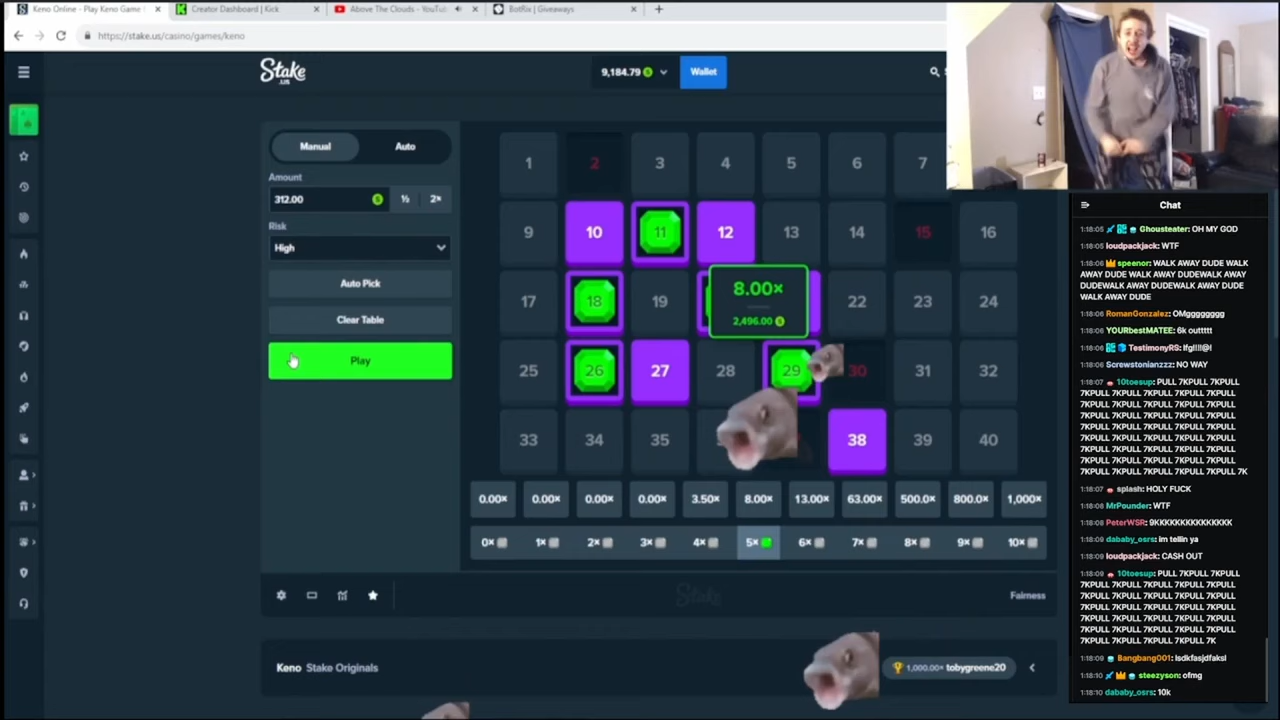 Keno Online - Play Keno Game
Creator Dashboard | Kick
Above The Clouds - YouTu
BotRix | Giveaways
https://stake.us/casino/games/keno
Stake
.US
9,184.79
Wallet
Manual
Auto
Amount
312.00
½
2×
Risk
High
Auto Pick
Clear Table
Play
1 2 3 4 5 6 7
9 10 11 12 13 14 15 16
17 18 19 22 23 24
25 26 27 28 29 30 31 32
33 34 35 38 39 40
8.00×
2,496.00
0.00× 0.00× 0.00× 0.00× 3.50× 8.00× 13.00× 63.00× 500.0× 800.0× 1,000×
0× 1× 2× 3× 4× 5× 6× 7× 8× 9× 10×
Stake
Fairness
Keno Stake Originals
1,000.00× tobygreene20
Chat
1:18:05 Ghousteater: OH MY GOD
1:18:05 loudpackjack: WTF
1:18:06 speenor: WALK AWAY DUDE WALK
AWAY DUDE WALK AWAY DUDEWALK AWAY
DUDEWALK AWAY DUDE WALK AWAY DUDE
WALK AWAY DUDE
1:18:06 RomanGonzalez: OMggggggg
1:18:06 YOURbestMATEE: 6k outtttt
1:18:06 TestimonyRS: lfg!!!!@!
1:18:06 Screwstonianzzz: NO WAY
1:18:07 10toesup: PULL 7KPULL 7KPULL
7KPULL 7KPULL 7KPULL 7KPULL 7KPULL
7KPULL 7KPULL 7KPULL 7KPULL 7KPULL
7KPULL 7KPULL 7KPULL 7KPULL 7KPULL
7KPULL 7KPULL 7KPULL 7KPULL 7KPULL
7KPULL 7KPULL 7KPULL 7KPULL 7KPULL
7KPULL 7KPULL 7KPULL 7KPULL 7KPULL
7KPULL 7KPULL 7KPULL 7KPULL 7KPULL
7KPULL 7KPULL 7KPULL 7KPULL 7K
1:18:07 splash: HOLY FUCK
1:18:08 MrPounder: WTF
1:18:08 PeterWSR: 9KKKKKKKKKKKKKKK
1:18:09 dababy_osrs: im tellin ya
1:18:09 loudpackjack: CASH OUT
1:18:09 10toesup: PULL 7KPULL 7KPULL
7KPULL 7KPULL 7KPULL 7KPULL 7KPULL
7KPULL 7KPULL 7KPULL 7KPULL 7KPULL
7KPULL 7KPULL 7KPULL 7KPULL 7KPULL
7KPULL 7KPULL 7KPULL 7KPULL 7KPULL
7KPULL 7KPULL 7KPULL 7KPULL 7KPULL
7KPULL 7KPULL 7KPULL 7K
1:18:09 Bangbang001: lsdkfasjdfaksl
1:18:10 steezyson: ofmg
1:18:10 dababy_osrs: 10k